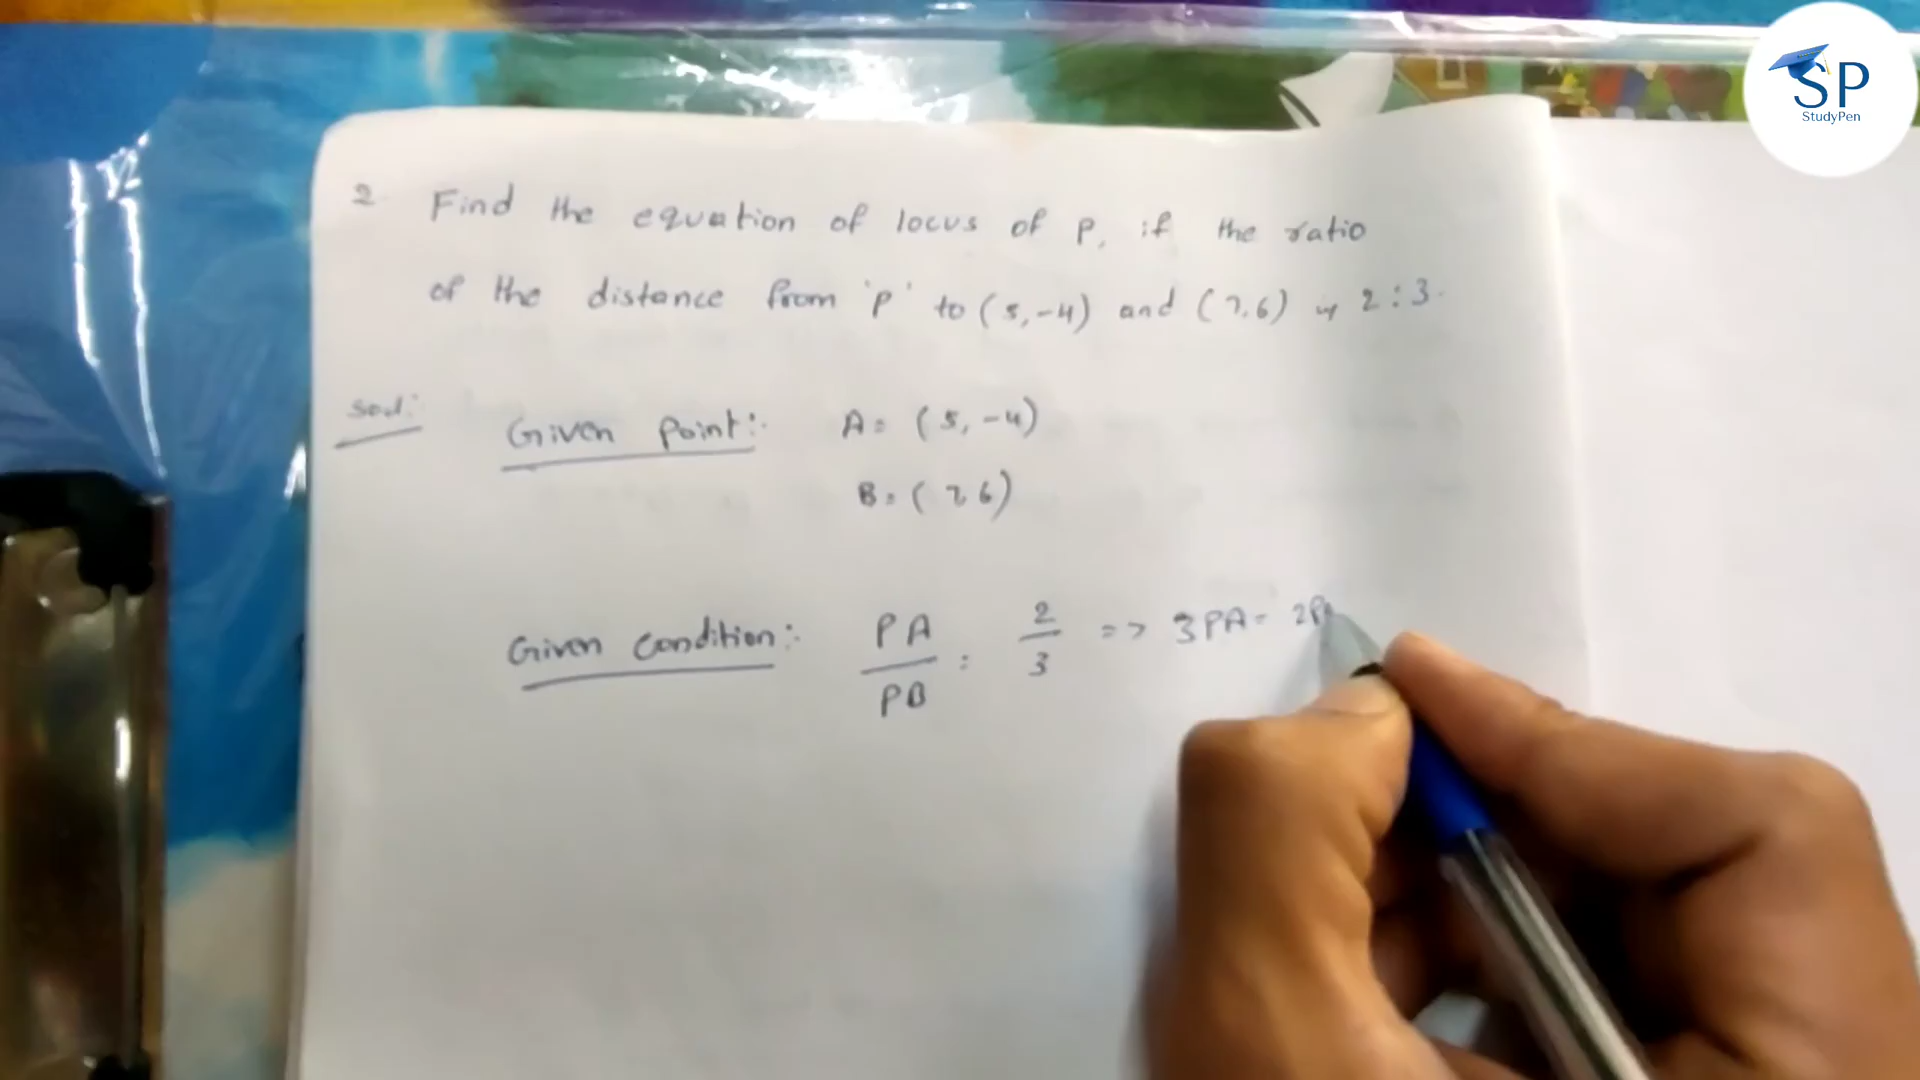 SP
StudyPen
2 Find the equation of locus of P, if the ratio
of the distance from 'P' to (5,-4) and (7,6) is 2:3.
Sol:
Given Point:- A= (5,-4)
B= (7,6)
Given Condition:- PA/PB = 2/3 => 3PA= 2P